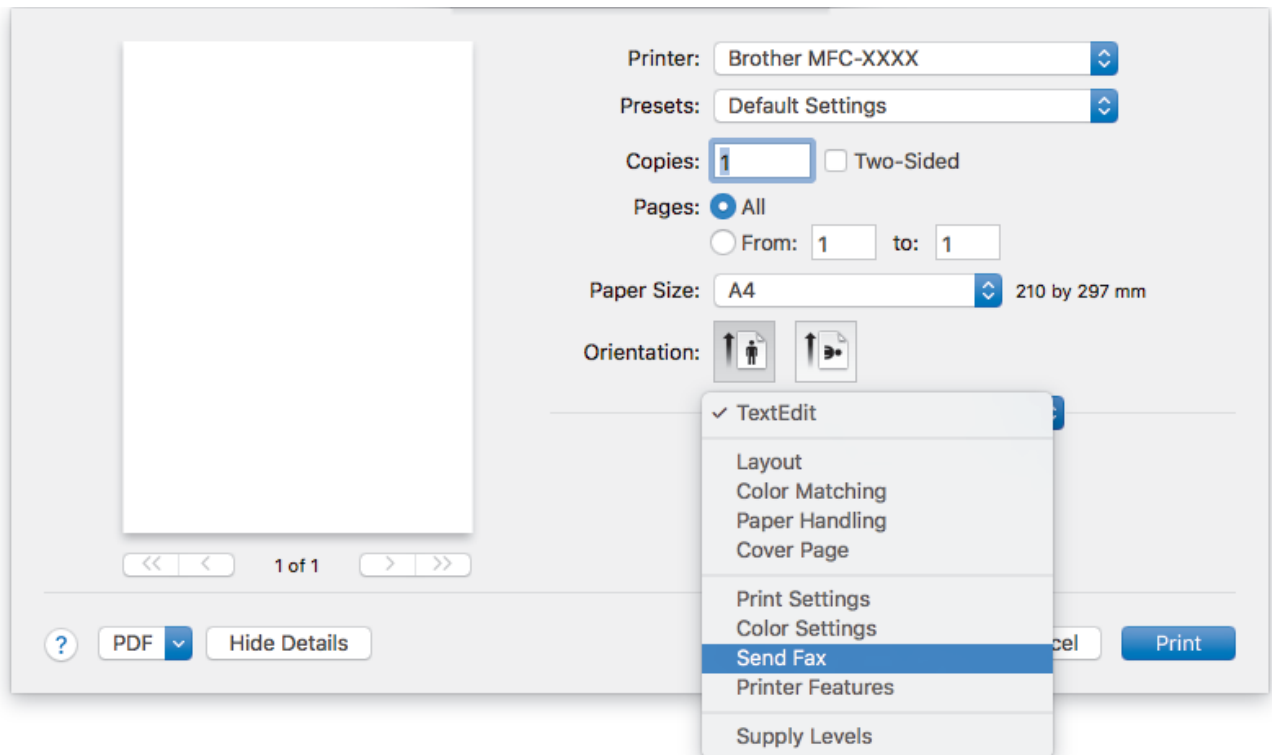 Printer: Brother MFC-XXXX
Presets: Default Settings
Copies: 1 Two-Sided
Pages: All
From: 1 to: 1
Paper Size: A4 210 by 297 mm
Orientation:
✓ TextEdit
Layout
Color Matching
Paper Handling
Cover Page
<< < 1 of 1 > >>
Print Settings
Color Settings
? PDF Hide Details cel Print
Send Fax
Printer Features
Supply Levels